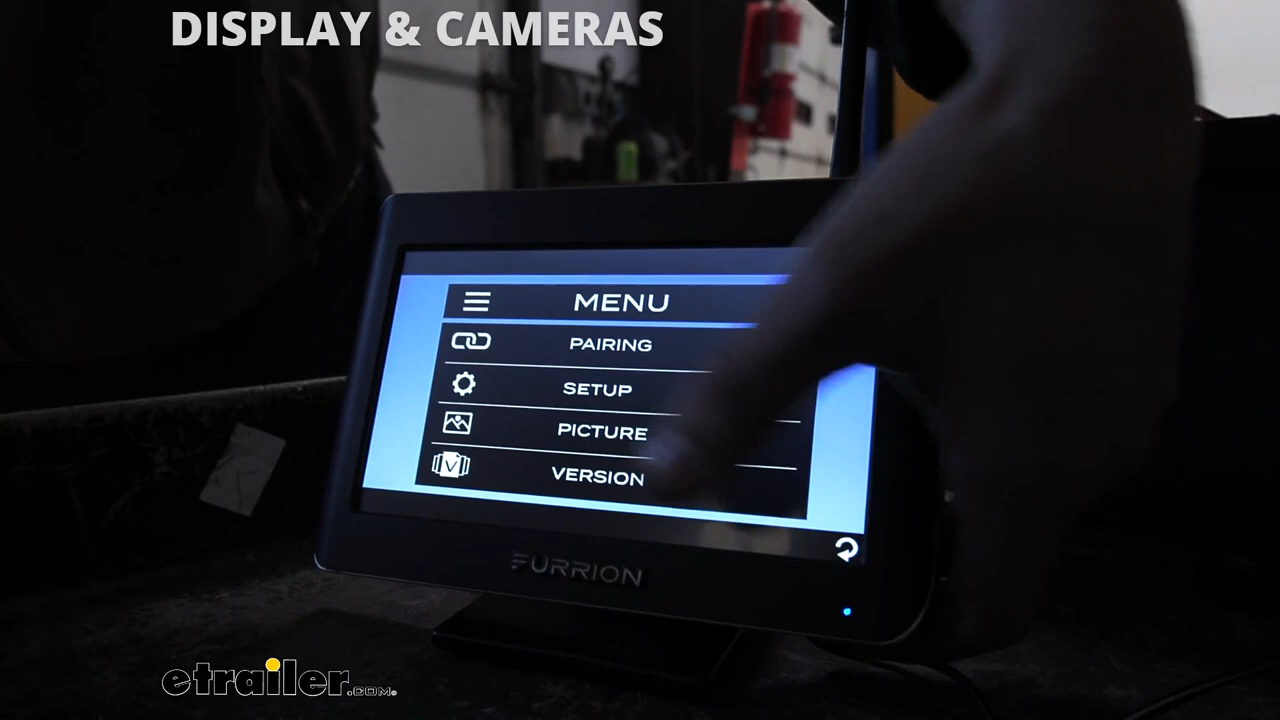 DISPLAY & CAMERAS
MENU
PAIRING
SETUP
PICTURE
VERSION
FURRION
etrailer.COM